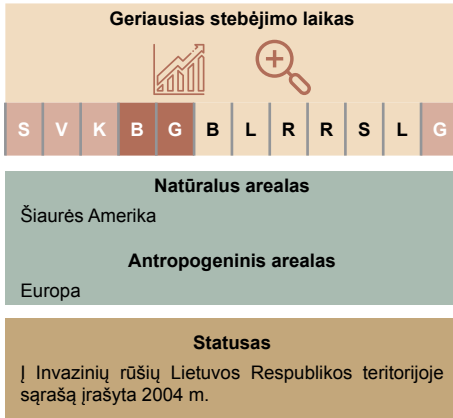 Geriausias stebėjimo laikas
S V K B G B L R R S L G
Natūralus arealas
Šiaurės Amerika
Antropogeninis arealas
Europa
Statusas
Į Invazinių rūšių Lietuvos Respublikos teritorijoje
sąrašą įrašyta 2004 m.